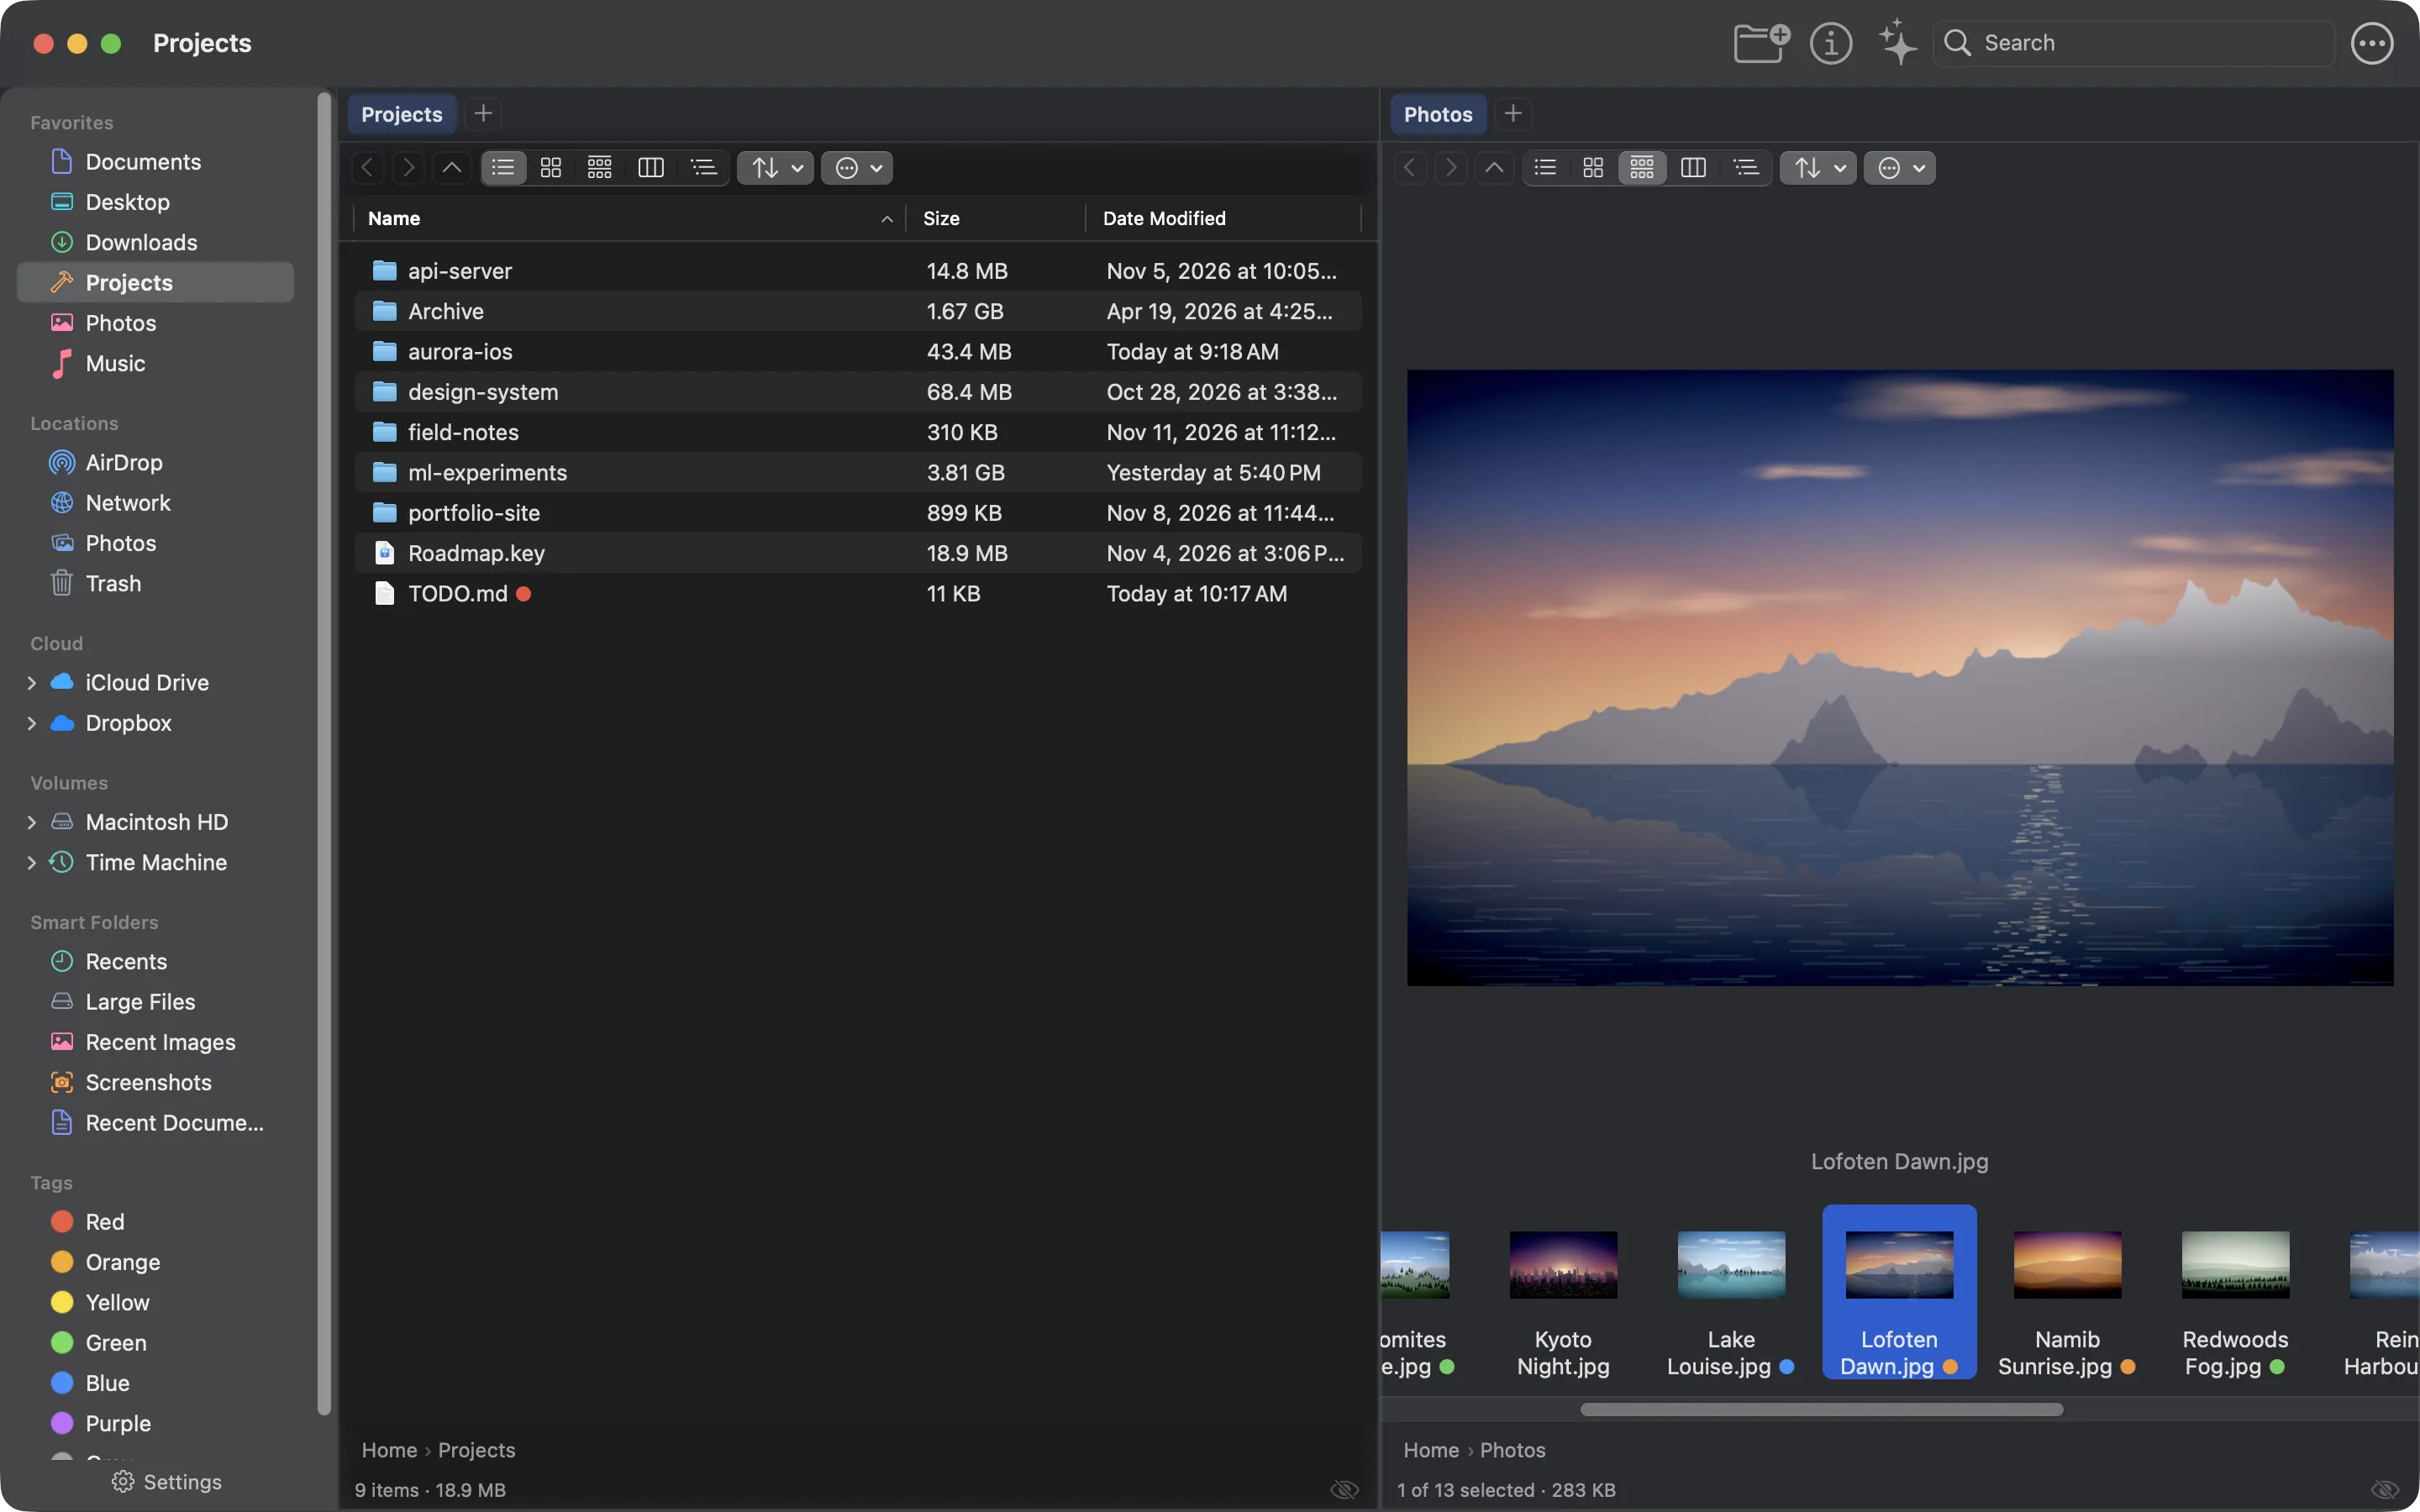 Projects
Search
Favorites
Documents
Desktop
Downloads
Projects
Photos
Music
Locations
AirDrop
Network
Photos
Trash
Cloud
iCloud Drive
Dropbox
Volumes
Macintosh HD
Time Machine
Smart Folders
Recents
Large Files
Recent Images
Screenshots
Recent Docume...
Tags
Red
Orange
Yellow
Green
Blue
Purple
Settings
Projects
Name Size Date Modified
api-server 14.8 MB Nov 5, 2026 at 10:05...
Archive 1.67 GB Apr 19, 2026 at 4:25...
aurora-ios 43.4 MB Today at 9:18 AM
design-system 68.4 MB Oct 28, 2026 at 3:38...
field-notes 310 KB Nov 11, 2026 at 11:12...
ml-experiments 3.81 GB Yesterday at 5:40 PM
portfolio-site 899 KB Nov 8, 2026 at 11:44...
Roadmap.key 18.9 MB Nov 4, 2026 at 3:06 P...
TODO.md 11 KB Today at 10:17 AM
Home › Projects
9 items · 18.9 MB
Photos
Lofoten Dawn.jpg
omites
e.jpg
Kyoto
Night.jpg
Lake
Louise.jpg
Lofoten
Dawn.jpg
Namib
Sunrise.jpg
Redwoods
Fog.jpg
Rein
Harbou
Home › Photos
1 of 13 selected · 283 KB